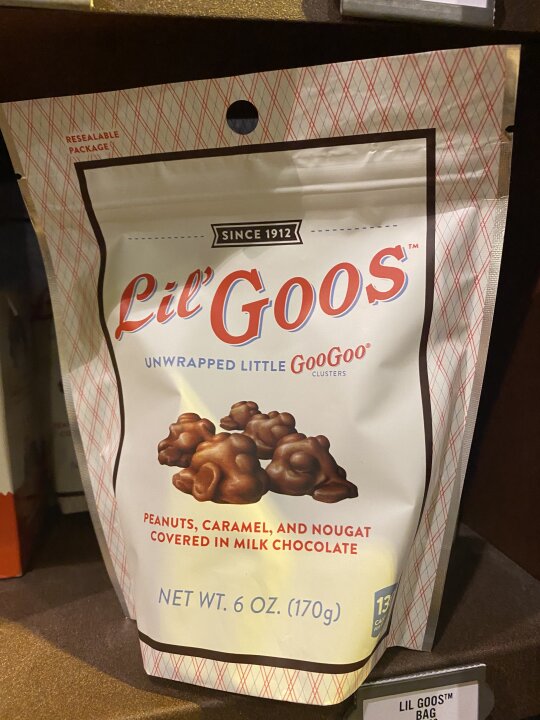 RESEALABLE
PACKAGE
SINCE 1912
Lil' Goos™
UNWRAPPED LITTLE GooGoo®
CLUSTERS
PEANUTS, CARAMEL, AND NOUGAT
COVERED IN MILK CHOCOLATE
NET WT. 6 OZ. (170g)
LIL GOOS™
BAG